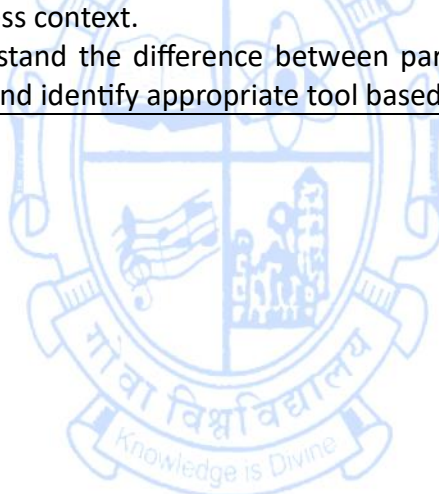 ss context.
stand the difference between par
nd identify appropriate tool based
गोंवा विश्वविद्यालय
Knowledge is Divine